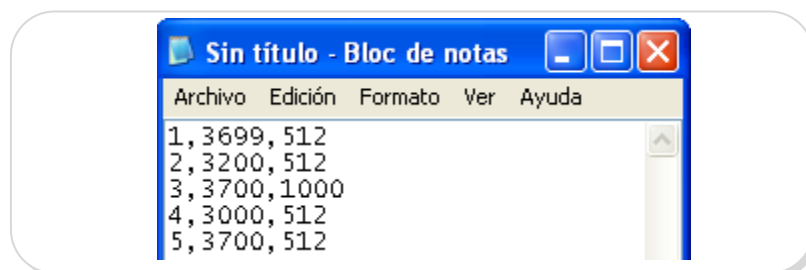 Sin título - Bloc de notas
Archivo Edición Formato Ver Ayuda
1,3699,512
2,3200,512
3,3700,1000
4,3000,512
5,3700,512